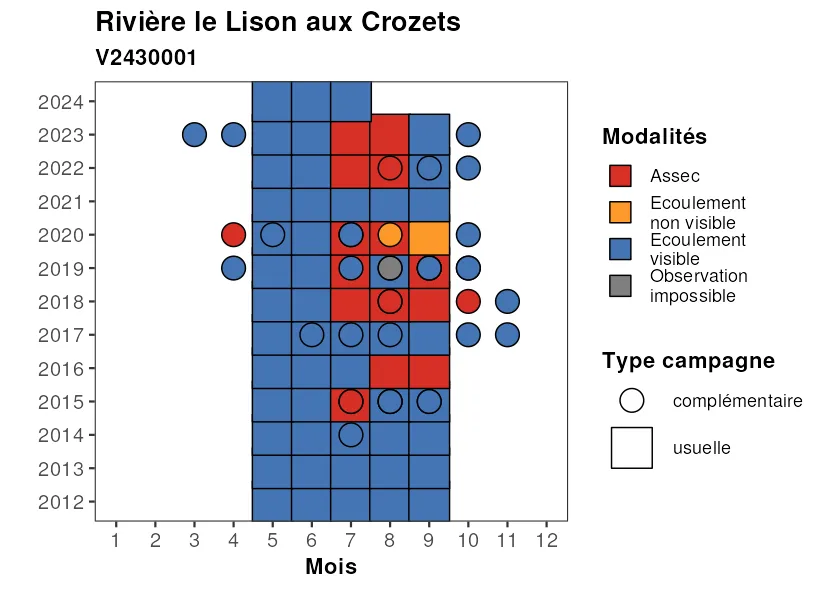 Rivière le Lison aux Crozets
V2430001
2024
2023
2022
2021
2020
2019
2018
2017
2016
2015
2014
2013
2012
1 2 3 4 5 6 7 8 9 10 11 12
Mois
Modalités
Assec
Ecoulement
non visible
Ecoulement
visible
Observation
impossible
Type campagne
complémentaire
usuelle